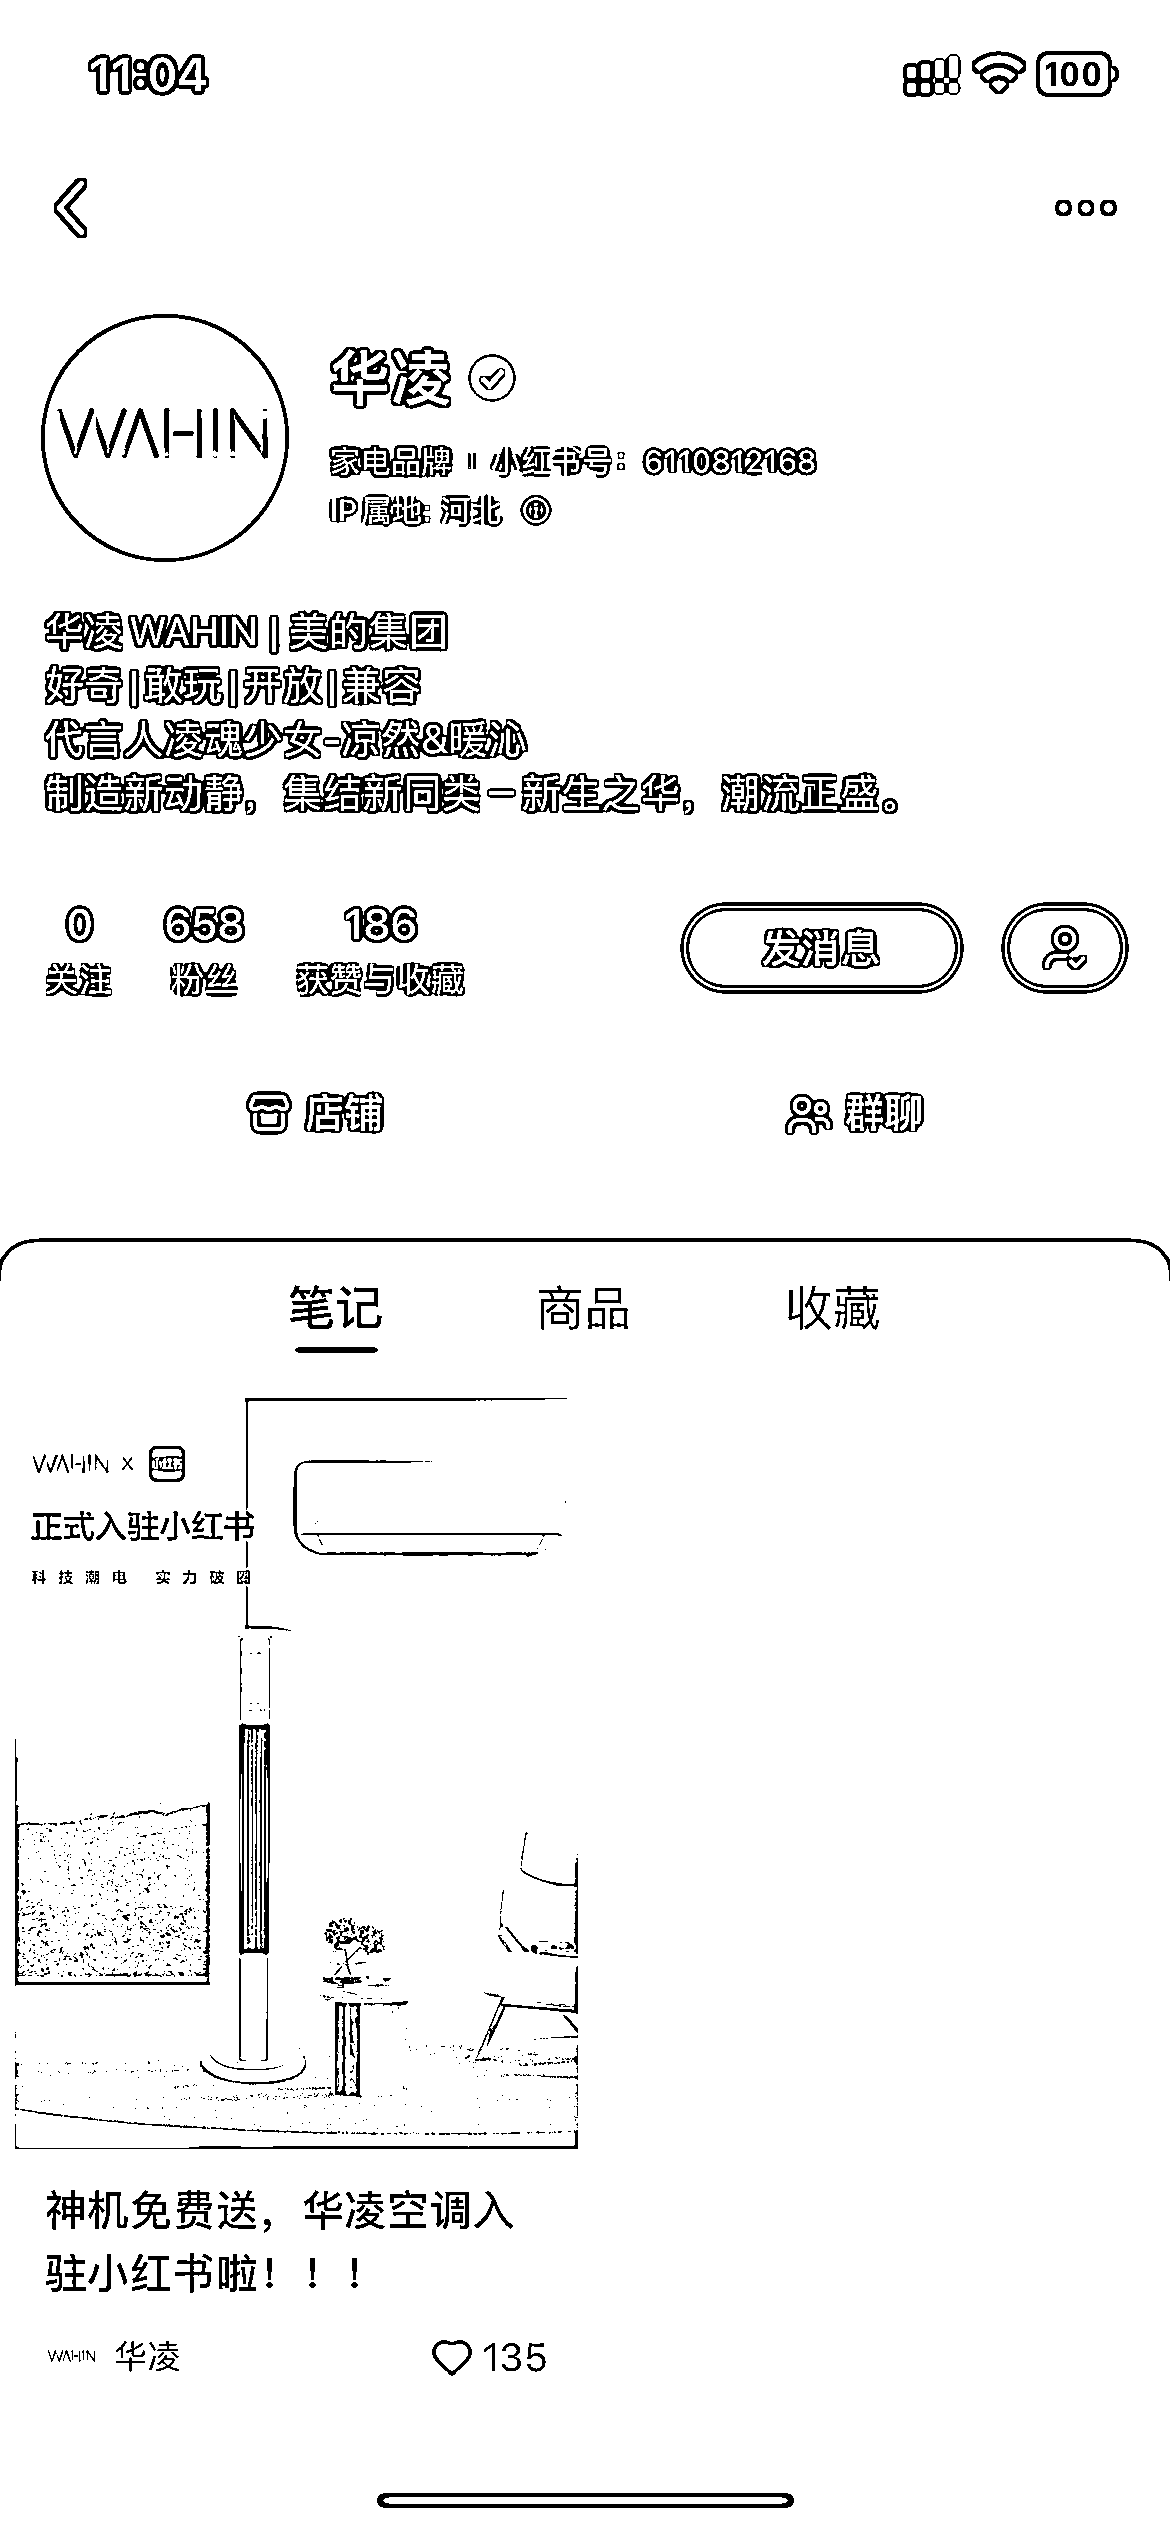 11:04
100
WAHIN
华凌
家电品牌 小红书号：6110812168
IP属地：河北
华凌 WAHIN | 美的集团
好奇|敢玩|开放|兼容
代言人凌魂少女-凉然&暖沁
制造新动静，集结新同类－新生之华，潮流正盛。
0 658 186
关注 粉丝 获赞与收藏
发消息
店铺 群聊
笔记 商品 收藏
WAHIN x 小红书
正式入驻小红书
科技潮电 实力破圈
神机免费送，华凌空调入
驻小红书啦！！！
WAHIN 华凌 135